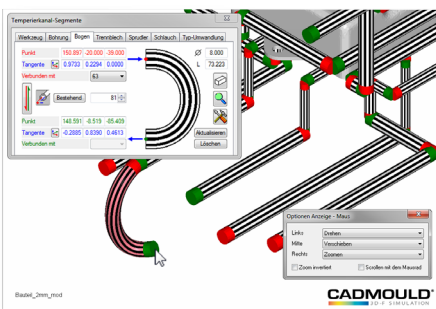 Temperierkanal-Segmente
Werkzeug Bohrung Bogen Trennblech Sprudler Schlauch Typ-Umwandlung
Punkt 150.897 -20.000 -39.000
Ø 8.000
Tangente 0.9733 0.2294 0.0000
L 73.223
Verbunden mit 63
Bestehend 81
Punkt 148.591 -8.519 -85.409
Tangente -0.2885 0.8390 0.4613
Aktualisieren
Verbunden mit
Löschen
Optionen Anzeige - Maus
Links Drehen
Mitte Verschieben
Rechts Zoomen
Zoom invertiert Scrollen mit dem Mausrad
Bauteil_2mm_mod
CADMOULD
3D-F SIMULATION